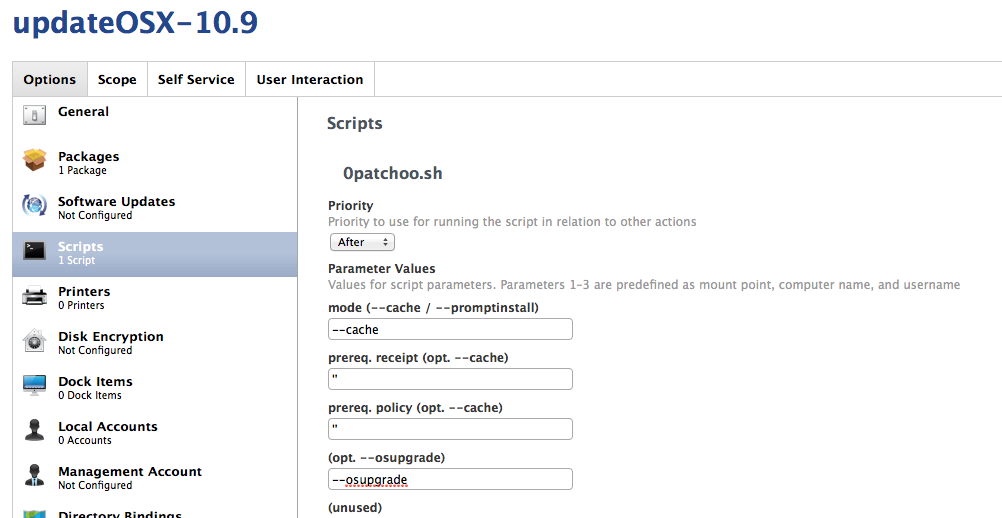 updateOSX-10.9
Options
Scope
Self Service
User Interaction
General
Packages
1 Package
Software Updates
Not Configured
Scripts
1 Script
Printers
0 Printers
Disk Encryption
Not Configured
Dock Items
0 Dock Items
Local Accounts
0 Accounts
Management Account
Not Configured
Directory Bindings
Scripts
0patchoo.sh
Priority
Priority to use for running the script in relation to other actions
After
Parameter Values
Values for script parameters. Parameters 1-3 are predefined as mount point, computer name, and username
mode (--cache / --promptinstall)
--cache
prereq. receipt (opt. --cache)
"
prereq. policy (opt. --cache)
"
(opt. --osupgrade)
--osupgrade
(unused)